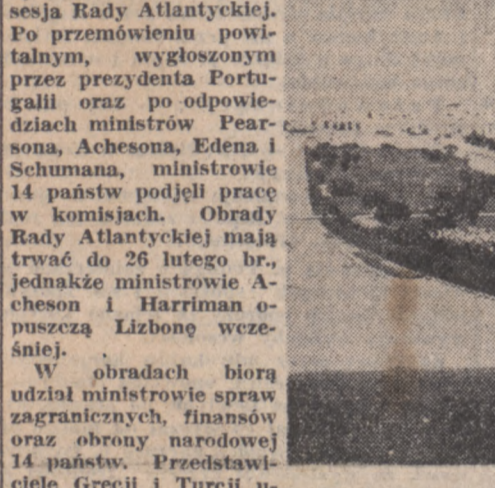 sesja Rady Atlantyckiej.
Po przemówieniu powi-
talnym, wygłoszonym
przez prezydenta Portu-
galii oraz po odpowie-
dziach ministrów Pear-
sona, Achesona, Edena i
Schumana, ministrowie
14 państw podjęli pracę
w komisjach. Obrady
Rady Atlantyckiej mają
trwać do 26 lutego br.,
jednakże ministrowie A-
cheson i Harriman o-
puszczą Lizbonę wcze-
śniej.
W obradach biorą
udział ministrowie spraw
zagranicznych, finansów
oraz obrony narodowej
14 państw. Przedstawi-
ciele Grecji i Turcji u-